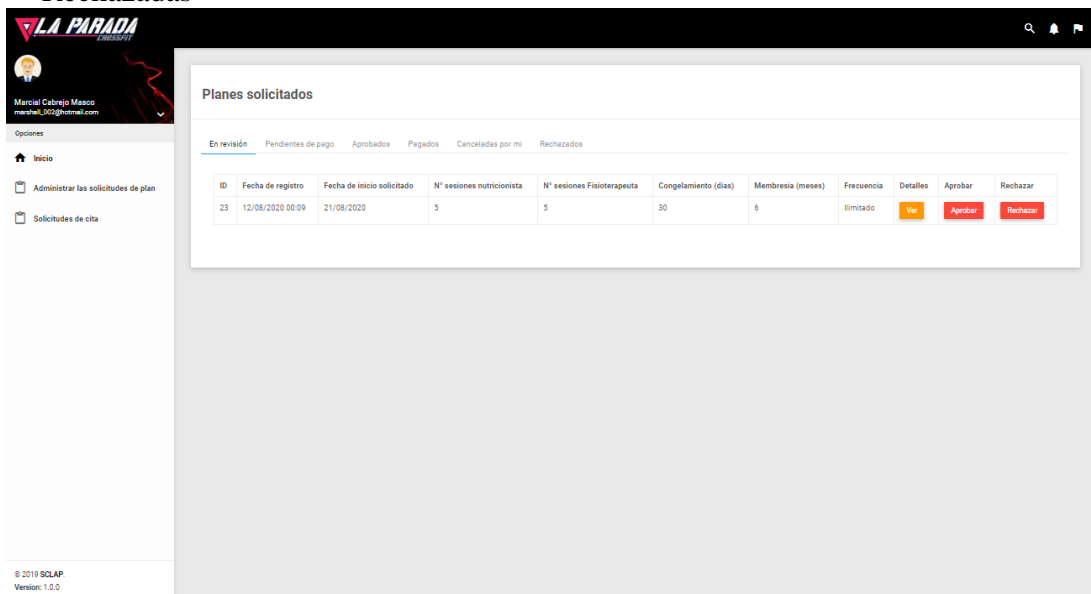 Rechazadas
LA PARADA
CROSSFIT
Marcial Cabrejo Masco
marshall_002@hotmail.com
Opciones
Inicio
Administrar las solicitudes de plan
Solicitudes de cita
Planes solicitados
En revisión Pendientes de pago Aprobados Pagados Canceladas por mi Rechazados
ID Fecha de registro Fecha de inicio solicitado N° sesiones nutricionista N° sesiones Fisioterapeuta Congelamiento (días) Membresia (meses) Frecuencia Detalles Aprobar Rechazar
23 12/08/2020 00:09 21/08/2020 5 5 30 6 Ilimitado Ver Aprobar Rechazar
© 2019 SCLAP.
Version: 1.0.0